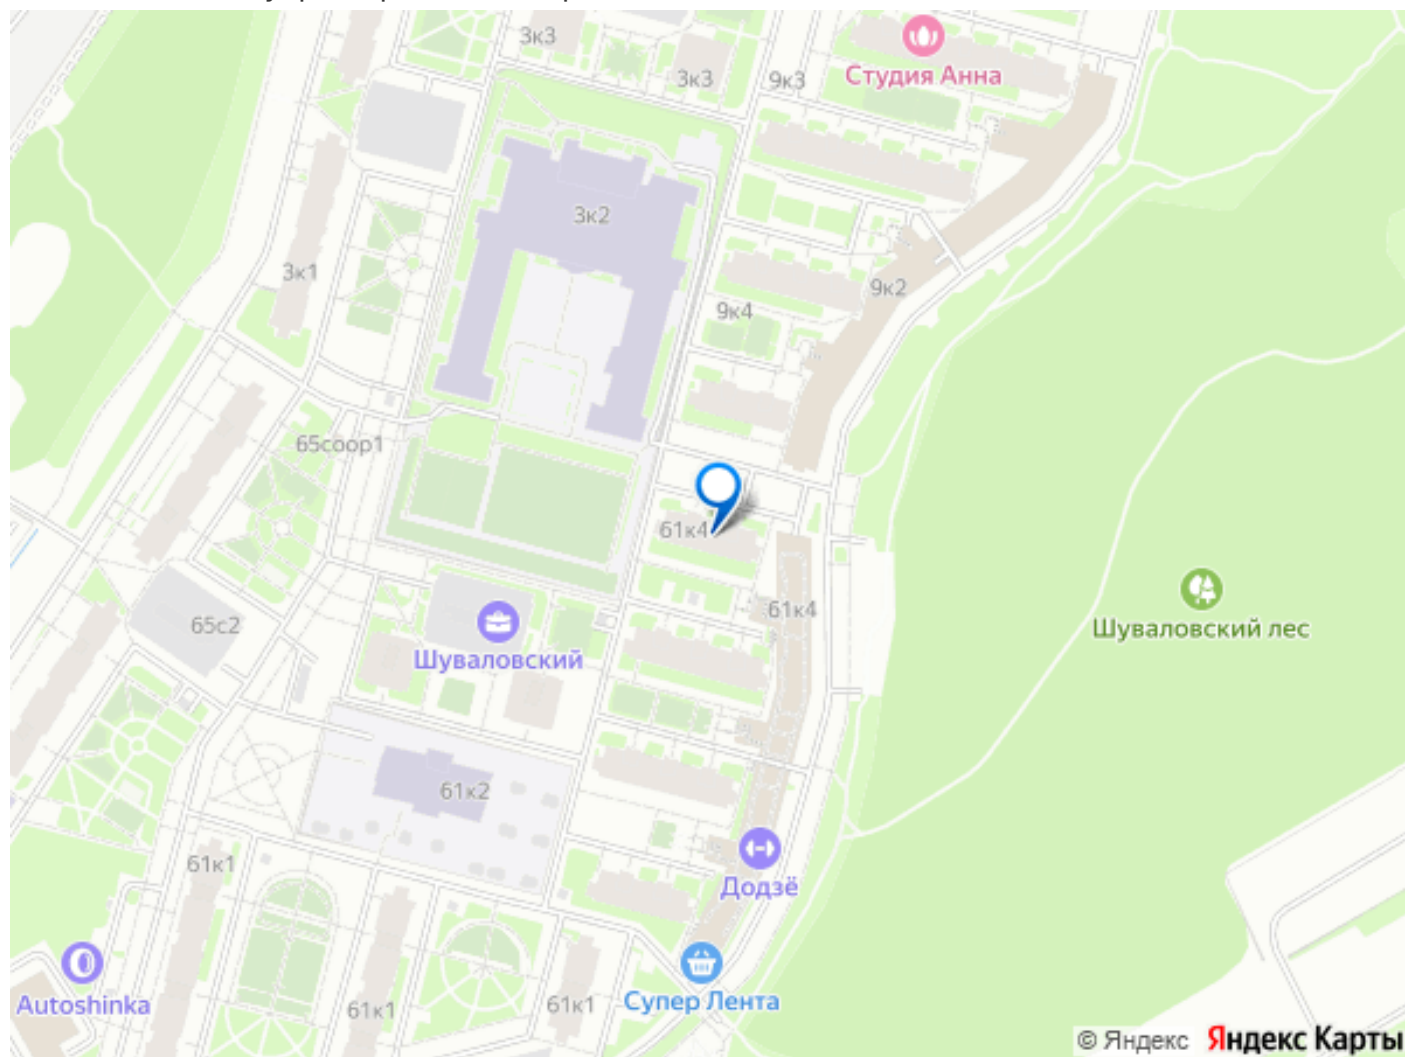 3к3
Студия Анна
3к3
9к3
3к2
3к1
9к2
9к4
65соор1
61к4
Шуваловский лес
61к4
65с2
Шуваловский
61к2
61к1
Додзё
Autoshinka
61к1
61к1
Супер Лента
© Яндекс Яндекс Карты